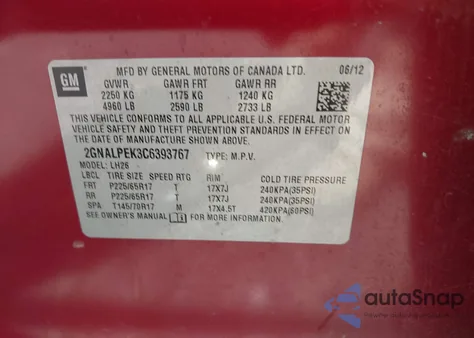 GM
MFD BY GENERAL MOTORS OF CANADA LTD. 06/12
GVWR GAWR FRT GAWR RR
2250 KG 1175 KG 1240 KG
4960 LB 2590 LB 2733 LB
THIS VEHICLE CONFORMS TO ALL APPLICABLE U.S. FEDERAL MOTOR
VEHICLE SAFETY, BUMPER, AND THEFT PREVENTION STANDARDS
IN EFFECT ON THE DATE OF MANUFACTURE SHOWN ABOVE.
2GNALPEK3C6393767 TYPE: M.P.V.
MODEL: LH26
LBCL TIRE SIZE SPEED RTG RIM COLD TIRE PRESSURE
FRT P225/65R17 T 17X7J 240KPA(35PSI)
RR P225/65R17 T 17X7J 240KPA(35PSI)
SPA T145/70R17 M 17X4.5T 420KPA(60PSI)
SEE OWNER'S MANUAL FOR MORE INFORMATION.
autoSnap